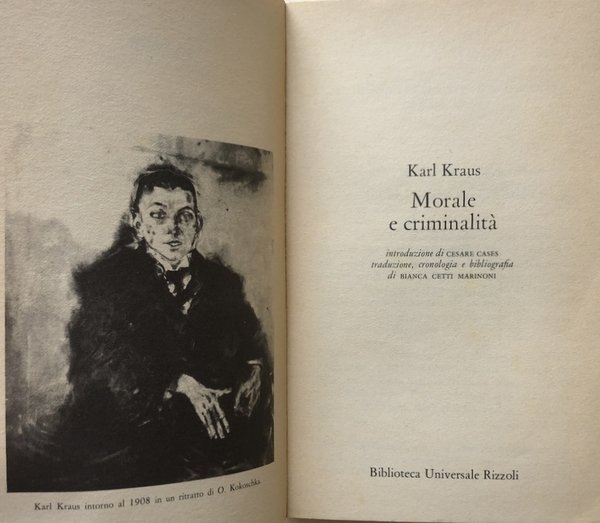 Karl Kraus intorno al 1908 in un ritratto di O. Kokoschka.
Karl Kraus
Morale
e criminalità
introduzione di CESARE CASES
traduzione, cronologia e bibliografia
di BIANCA CETTI MARINONI
Biblioteca Universale Rizzoli